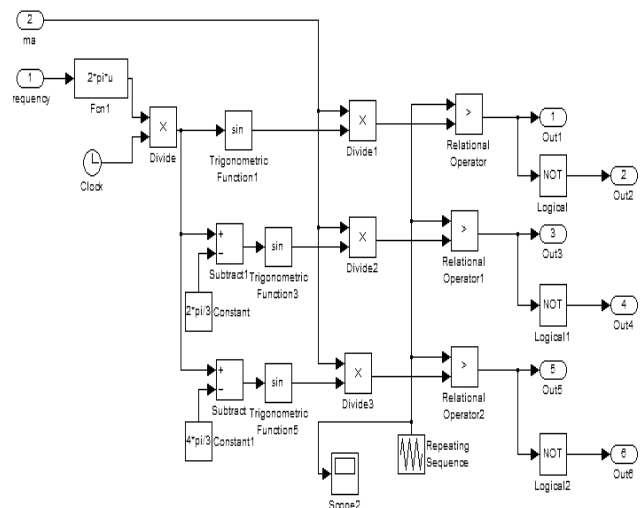 2
ma
1
requency
2*pi*u
Fcn1
Clock
X
Divide
sin
Trigonometric
Function1
X
Divide1
>
Relational
Operator
1
Out1
NOT
Logical
2
Out2
+
−
Subtract1
2*pi/3
Constant
sin
Trigonometric
Function3
X
Divide2
>
Relational
Operator1
3
Out3
NOT
Logical1
4
Out4
+
−
Subtract
4*pi/3
Constant1
sin
Trigonometric
Function5
X
Divide3
>
Relational
Operator2
5
Out5
NOT
Logical2
6
Out6
Repeating
Sequence
Scope2